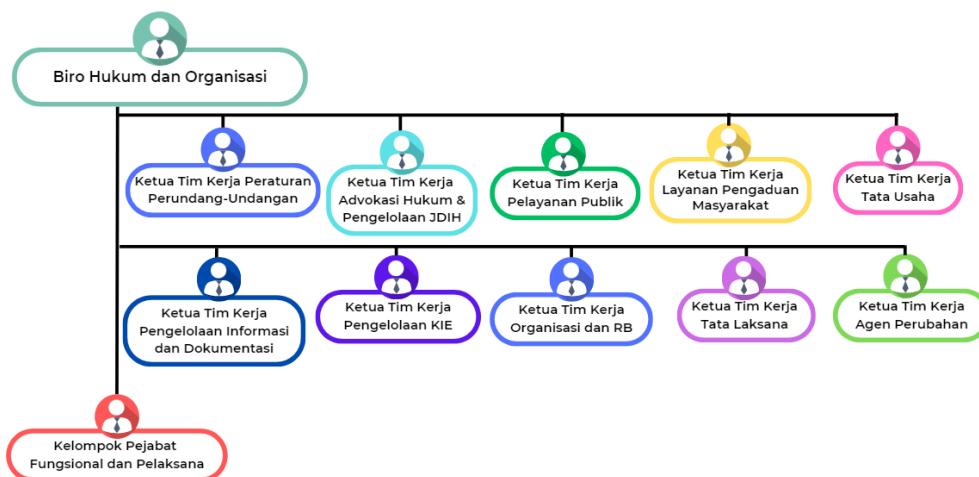 Biro Hukum dan Organisasi
Ketua Tim Kerja Peraturan
Perundang-Undangan
Ketua Tim Kerja
Advokasi Hukum &
Pengelolaan JDIH
Ketua Tim Kerja
Pelayanan Publik
Ketua Tim Kerja
Layanan Pengaduan
Masyarakat
Ketua Tim Kerja
Tata Usaha
Ketua Tim Kerja
Pengelolaan Informasi
dan Dokumentasi
Ketua Tim Kerja
Pengelolaan KIE
Ketua Tim Kerja
Organisasi dan RB
Ketua Tim Kerja
Tata Laksana
Ketua Tim Kerja
Agen Perubahan
Kelompok Pejabat
Fungsional dan Pelaksana